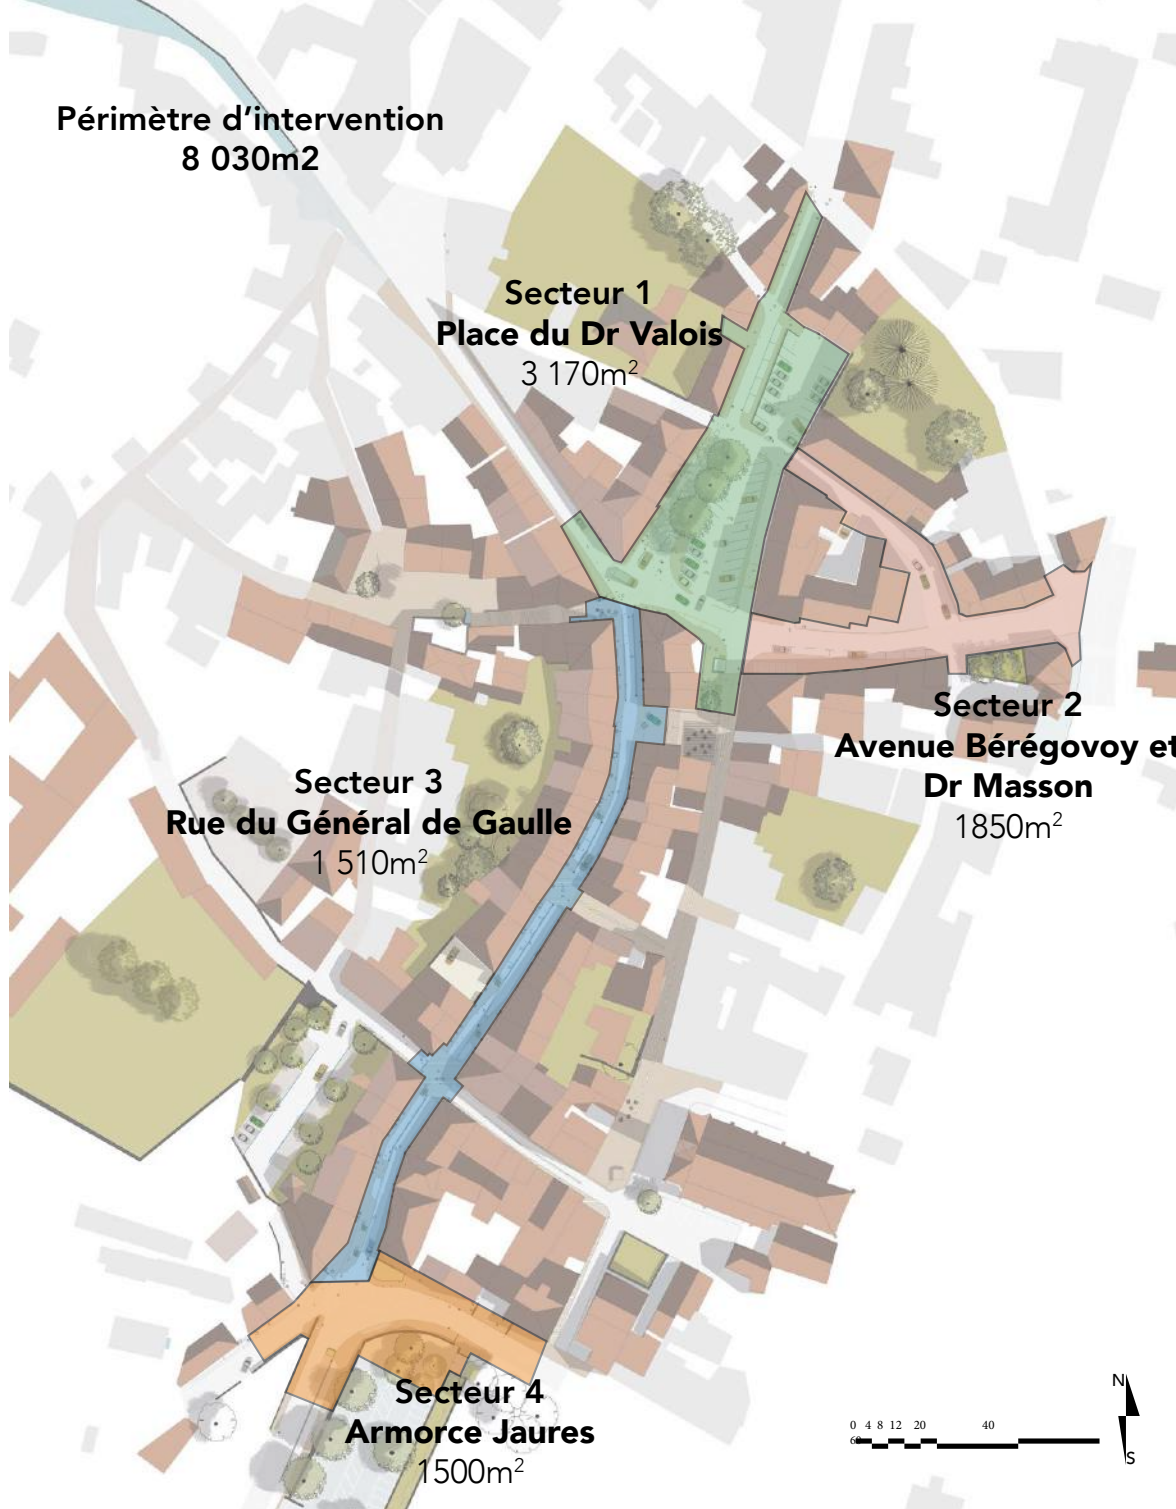 Périmètre d’intervention
8 030m2
Secteur 1
Place du Dr Valois
3 170m²
Secteur 2
Avenue Bérégovoy et
Dr Masson
1850m²
Secteur 3
Rue du Général de Gaulle
1 510m²
Secteur 4
Armorce Jaures
1500m²
N
0 4 8 12 20 40
60
S